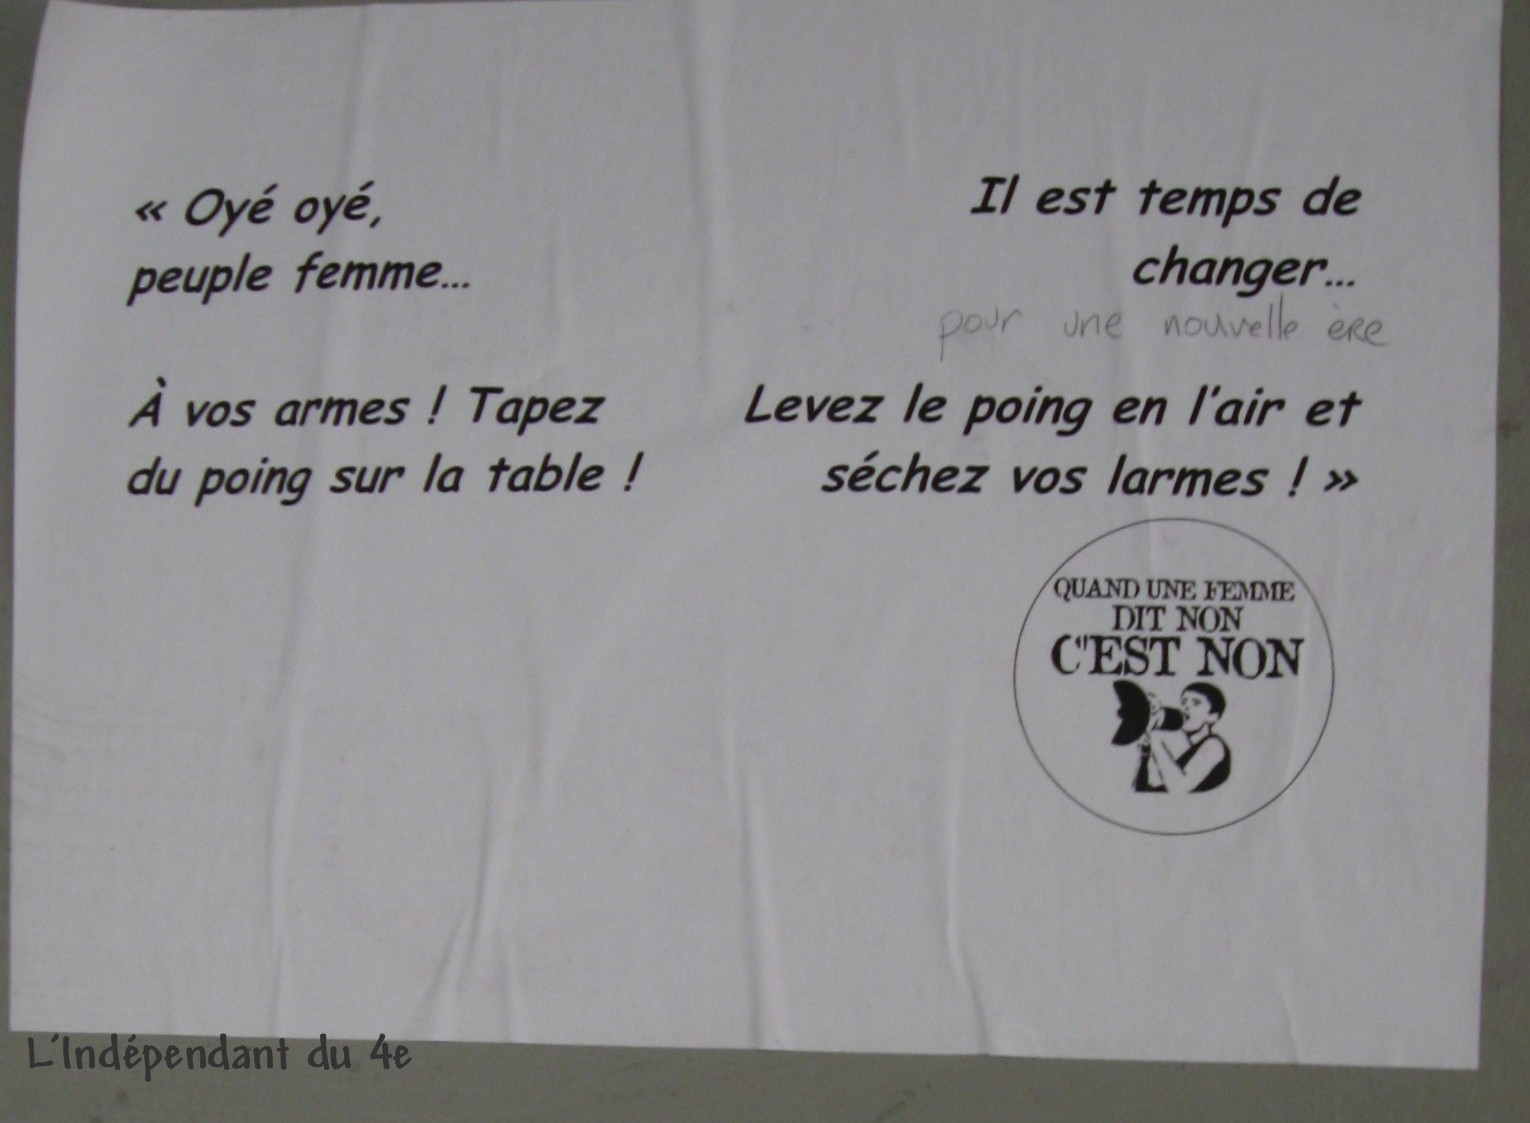 « Oyé oyé,
peuple femme...
À vos armes ! Tapez
du poing sur la table !
Il est temps de
changer...
pour une nouvelle ère
Levez le poing en l'air et
séchez vos larmes ! »
QUAND UNE FEMME
DIT NON
C'EST NON
L'Indépendant du 4e